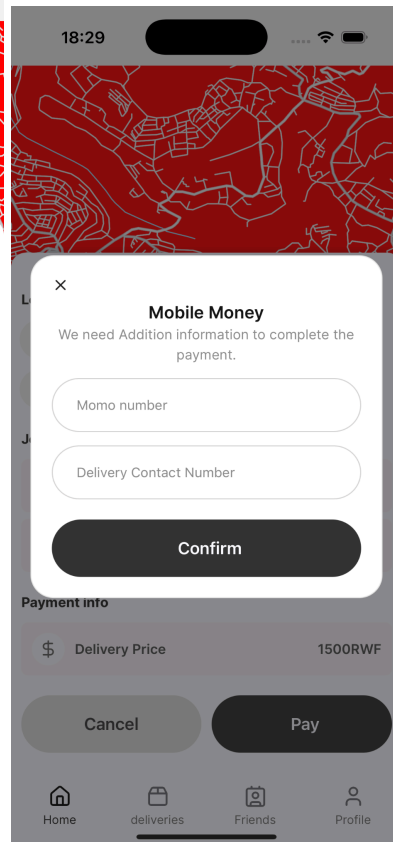 18:29
Mobile Money
We need Addition information to complete the
payment.
Momo number
Delivery Contact Number
Confirm
Payment info
Delivery Price
1500RWF
Cancel
Pay
Home
deliveries
Friends
Profile